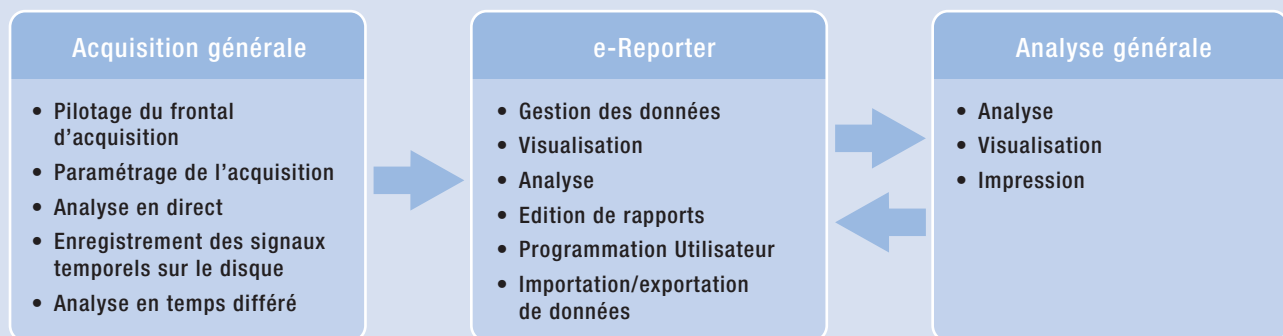 Acquisition générale
• Pilotage du frontal
d’acquisition
• Paramétrage de l’acquisition
• Analyse en direct
• Enregistrement des signaux
temporels sur le disque
• Analyse en temps différé
e-Reporter
• Gestion des données
• Visualisation
• Analyse
• Edition de rapports
• Programmation Utilisateur
• Importation/exportation
de données
Analyse générale
• Analyse
• Visualisation
• Impression